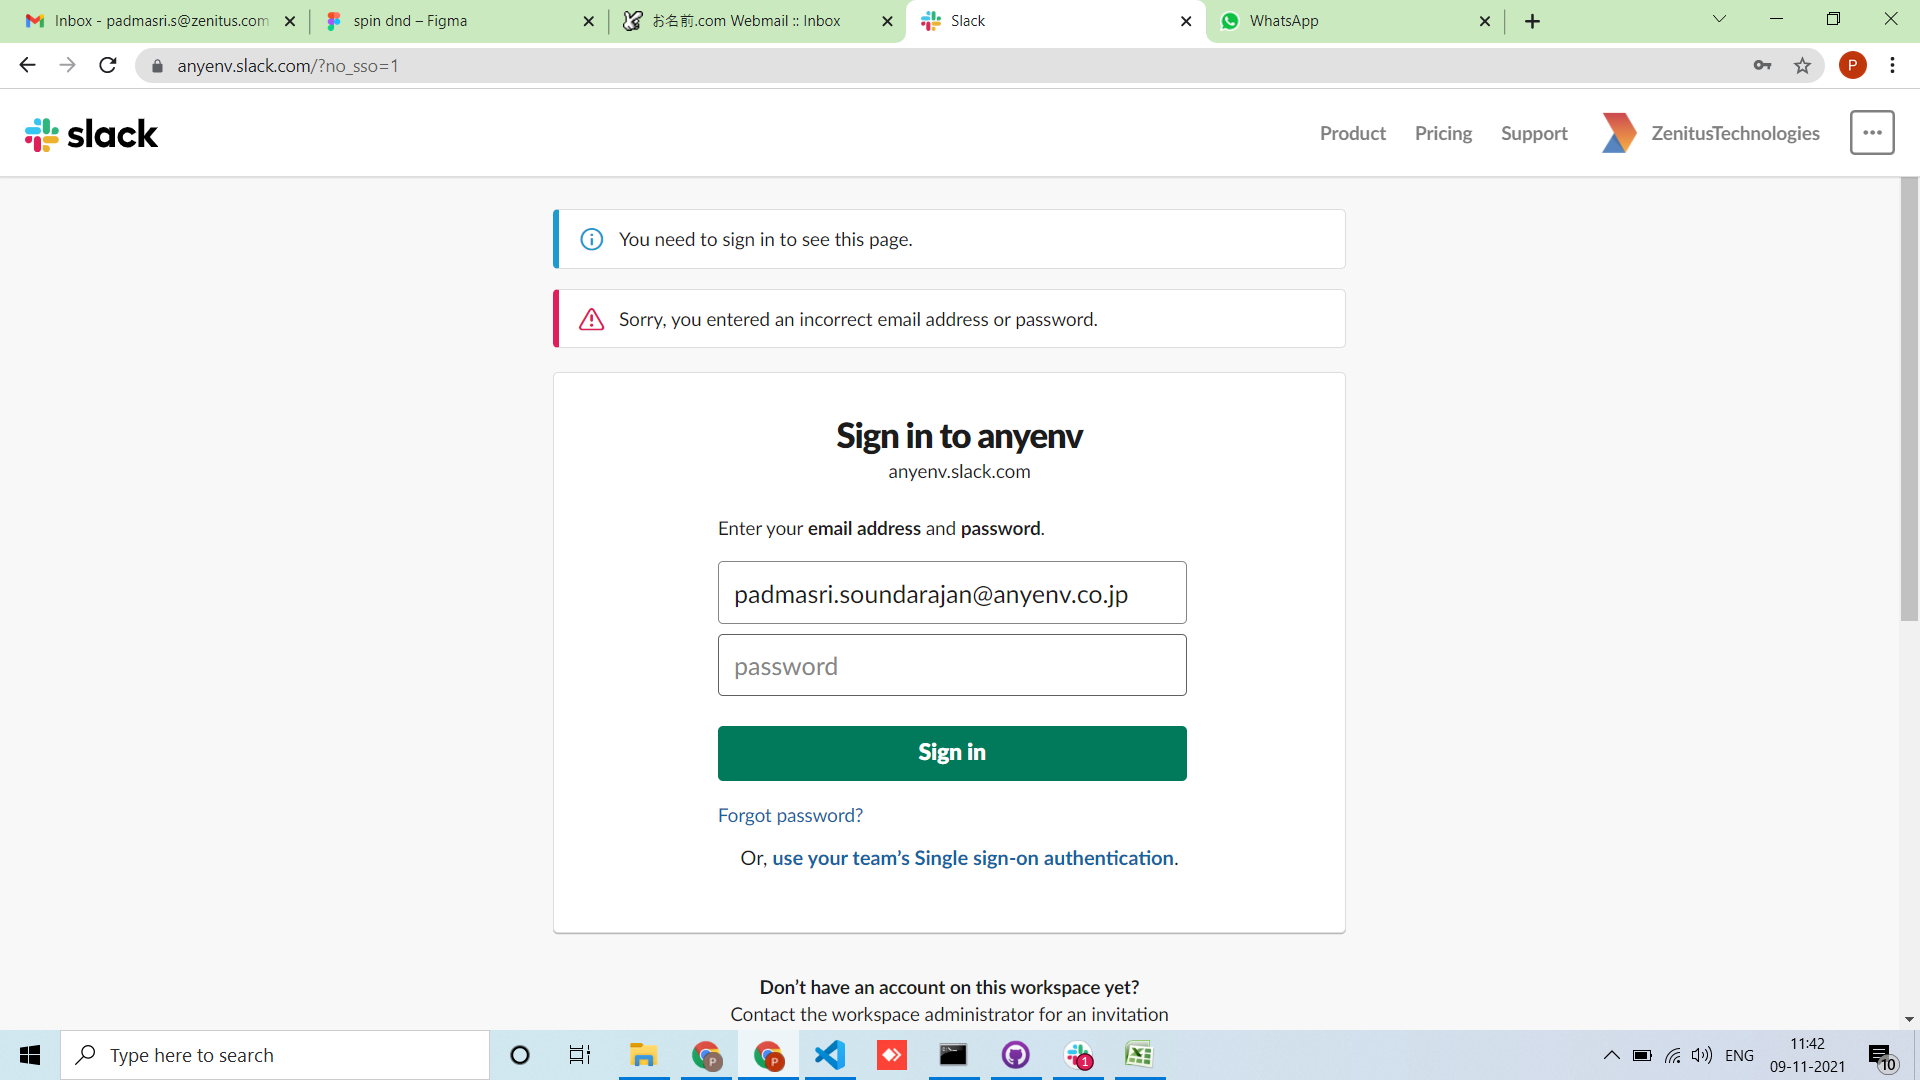 Inbox - padmasri.s@zenitus.com
spin dnd – Figma
お名前.com Webmail :: Inbox
Slack
WhatsApp
anyenv.slack.com/?no_sso=1
P
slack
Product
Pricing
Support
ZenitusTechnologies
You need to sign in to see this page.
Sorry, you entered an incorrect email address or password.
Sign in to anyenv
anyenv.slack.com
Enter your email address and password.
padmasri.soundarajan@anyenv.co.jp
password
Sign in
Forgot password?
Or, use your team’s Single sign-on authentication.
Don’t have an account on this workspace yet?
Contact the workspace administrator for an invitation
Type here to search
P
P
1
ENG
11:42
09-11-2021
10